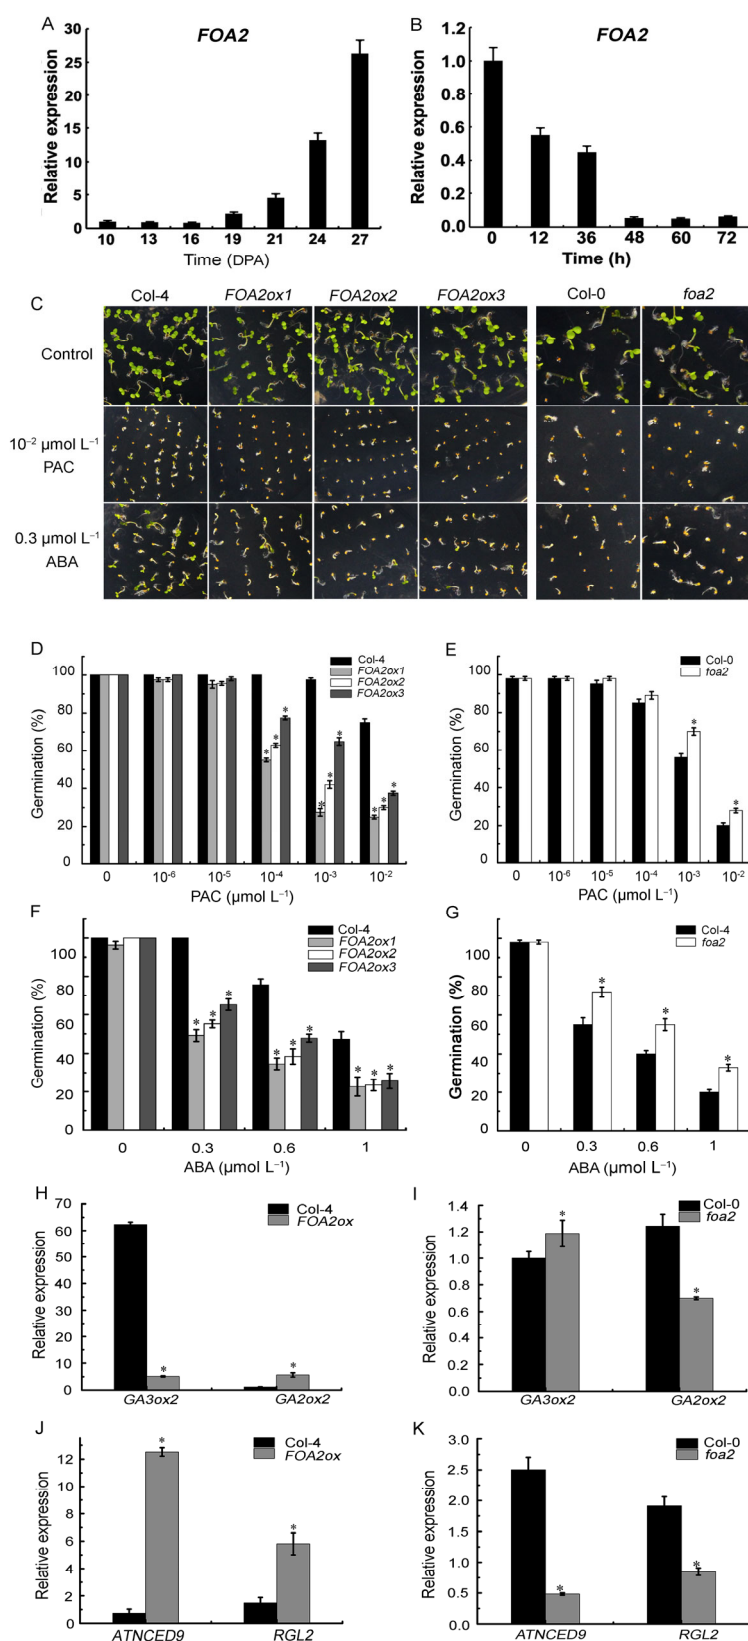 A
FOA2
Relative expression
30
25
20
15
10
5
0
10 13 16 19 21 24 27
Time (DPA)
B
FOA2
Relative expression
1.2
1.0
0.8
0.6
0.4
0.2
0.0
0 12 36 48 60 72
Time (h)
C
Col-4 FOA2ox1 FOA2ox2 FOA2ox3 Col-0 foa2
Control
10⁻² µmol L⁻¹
PAC
0.3 µmol L⁻¹
ABA
D
Col-4
FOA2ox1
FOA2ox2
FOA2ox3
Germination (%)
100
80
60
40
20
0
* * * * * * * * *
0 10⁻⁶ 10⁻⁵ 10⁻⁴ 10⁻³ 10⁻²
PAC (µmol L⁻¹)
E
Col-0
foa2
Germination (%)
100
80
60
40
20
0
* *
0 10⁻⁶ 10⁻⁵ 10⁻⁴ 10⁻³ 10⁻²
PAC (µmol L⁻¹)
F
Col-4
FOA2ox1
FOA2ox2
FOA2ox3
Germination (%)
100
80
60
40
20
0
* * * * * * * * *
0 0.3 0.6 1
ABA (µmol L⁻¹)
G
Col-4
foa2
Germination (%)
100
80
60
40
20
0
* * *
0 0.3 0.6 1
ABA (µmol L⁻¹)
H
Col-4
FOA2ox
Relative expression
70
60
50
40
30
20
10
0
* *
GA3ox2 GA2ox2
I
Col-0
foa2
Relative expression
1.4
1.2
1.0
0.8
0.6
1.4
1.2
0.0
* *
GA3ox2 GA2ox2
J
Col-4
FOA2ox
Relative expression
12
10
8
6
4
2
0
* *
ATNCED9 RGL2
K
Col-0
foa2
Relative expression
3.0
2.5
2.0
1.5
1.0
0.5
0.0
* *
ATNCED9 RGL2